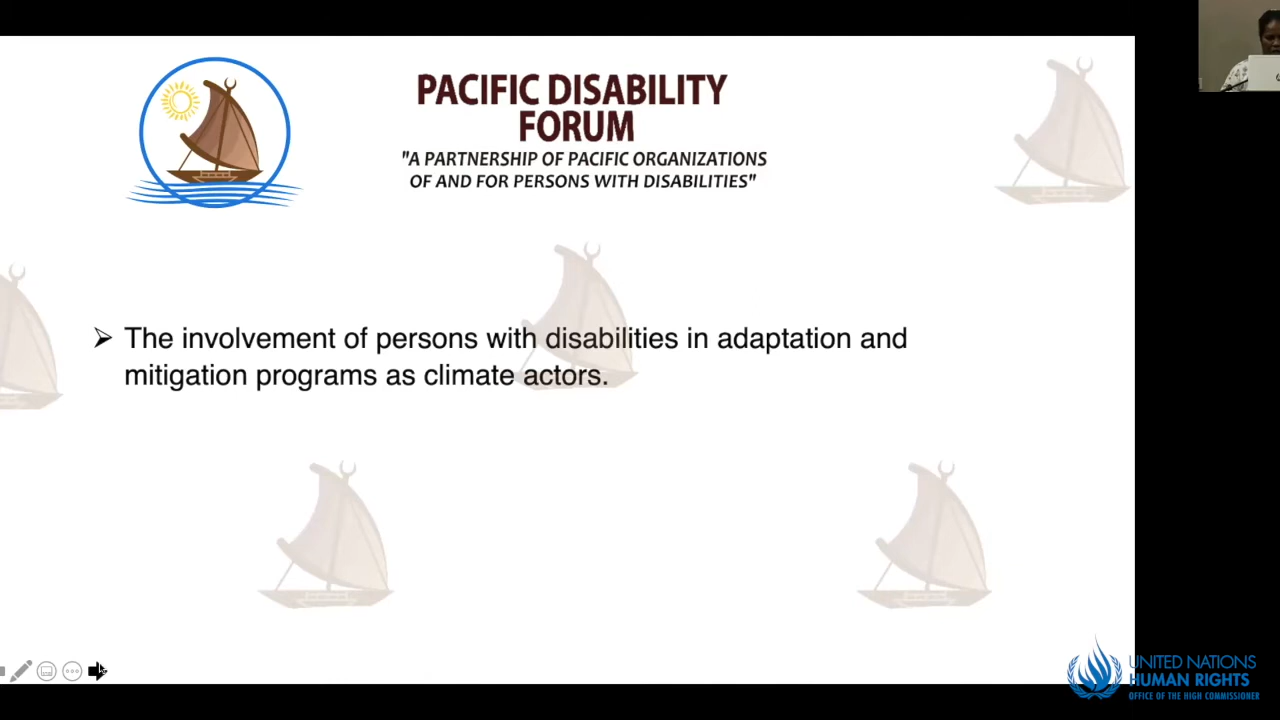 PACIFIC DISABILITY
FORUM
"A PARTNERSHIP OF PACIFIC ORGANIZATIONS
OF AND FOR PERSONS WITH DISABILITIES"
➢ The involvement of persons with disabilities in adaptation and
mitigation programs as climate actors.
UNITED NATIONS
HUMAN RIGHTS
OFFICE OF THE HIGH COMMISSIONER